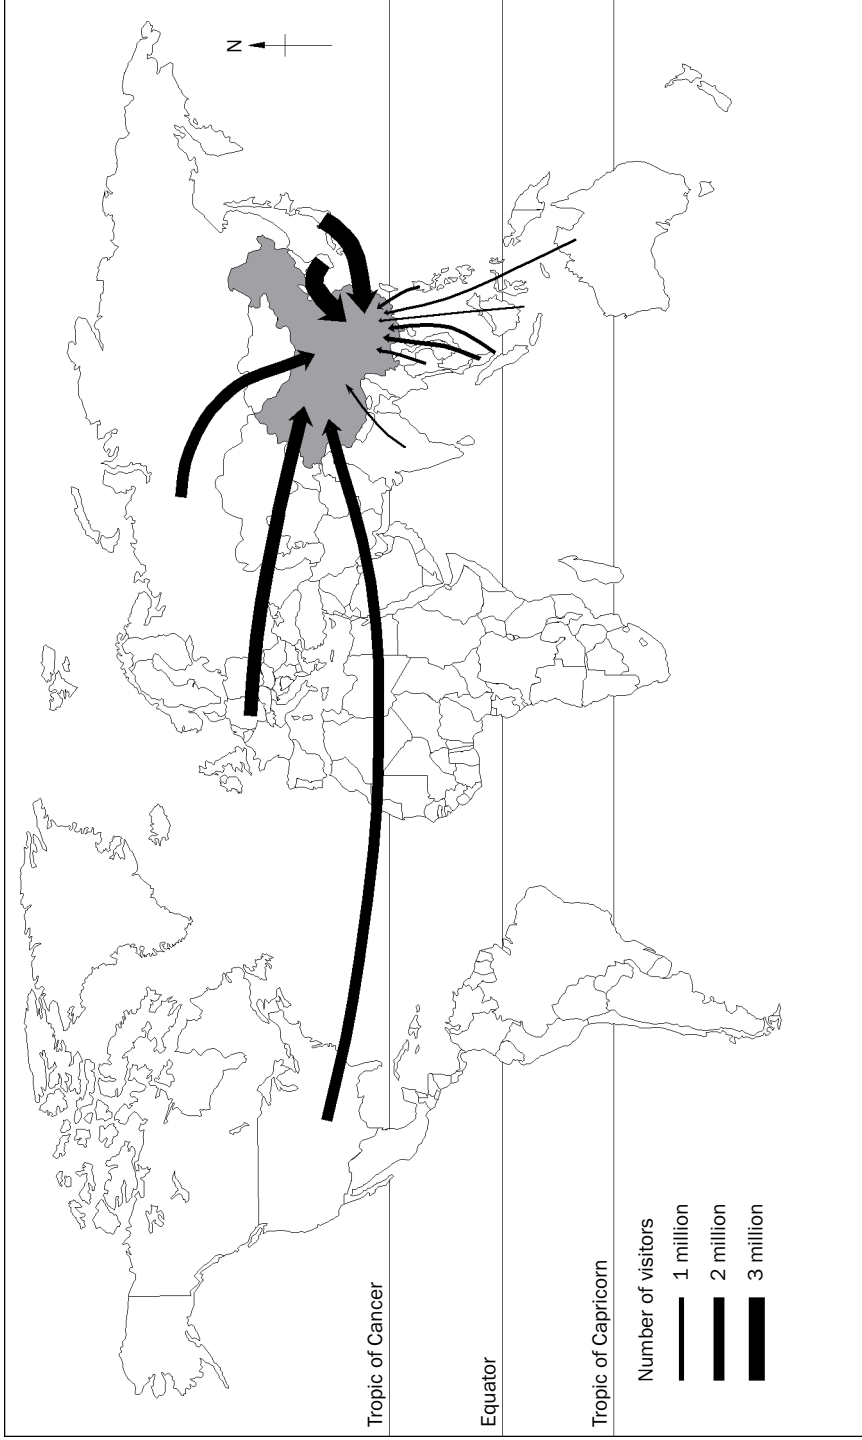 N
Tropic of Cancer
Equator
Tropic of Capricorn
Number of visitors
1 million
2 million
3 million